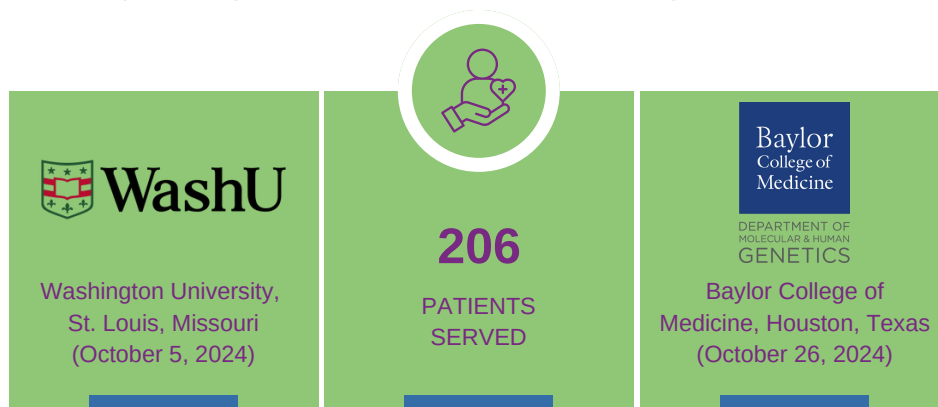 WashU
Washington University,
St. Louis, Missouri
(October 5, 2024)
206
PATIENTS
SERVED
Baylor
College of
Medicine
DEPARTMENT OF
MOLECULAR & HUMAN
GENETICS
Baylor College of
Medicine, Houston, Texas
(October 26, 2024)